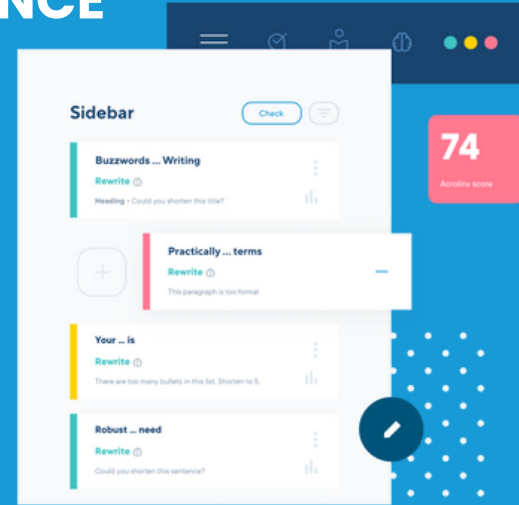 NCE
Sidebar
Check
74
Acrolinx score
Buzzwords ... Writing
Rewrite
Heading • Could you shorten this title?
Practically ... terms
Rewrite
This paragraph is too formal
Your ... is
Rewrite
There are too many bullets in this list. Shorten to 5.
Robust ... need
Rewrite
Could you shorten this sentence?